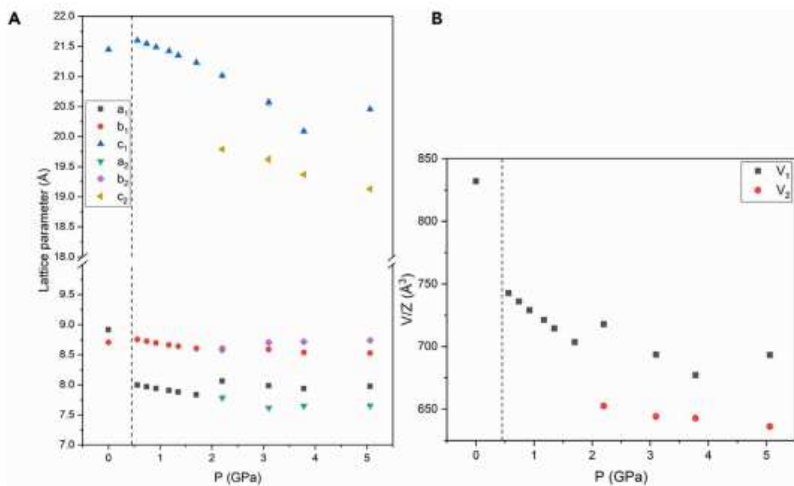 A
B
22.0
21.5
21.0
20.5
20.0
19.5
19.0
18.5
18.0
9.5
9.0
8.5
8.0
7.5
7.0
Lattice parameter (Å)
a₁
b₁
c₁
a₂
b₂
c₂
0 1 2 3 4 5
P (GPa)
850
800
750
700
650
V/Z (Å³)
V₁
V₂
0 1 2 3 4 5
P (GPa)